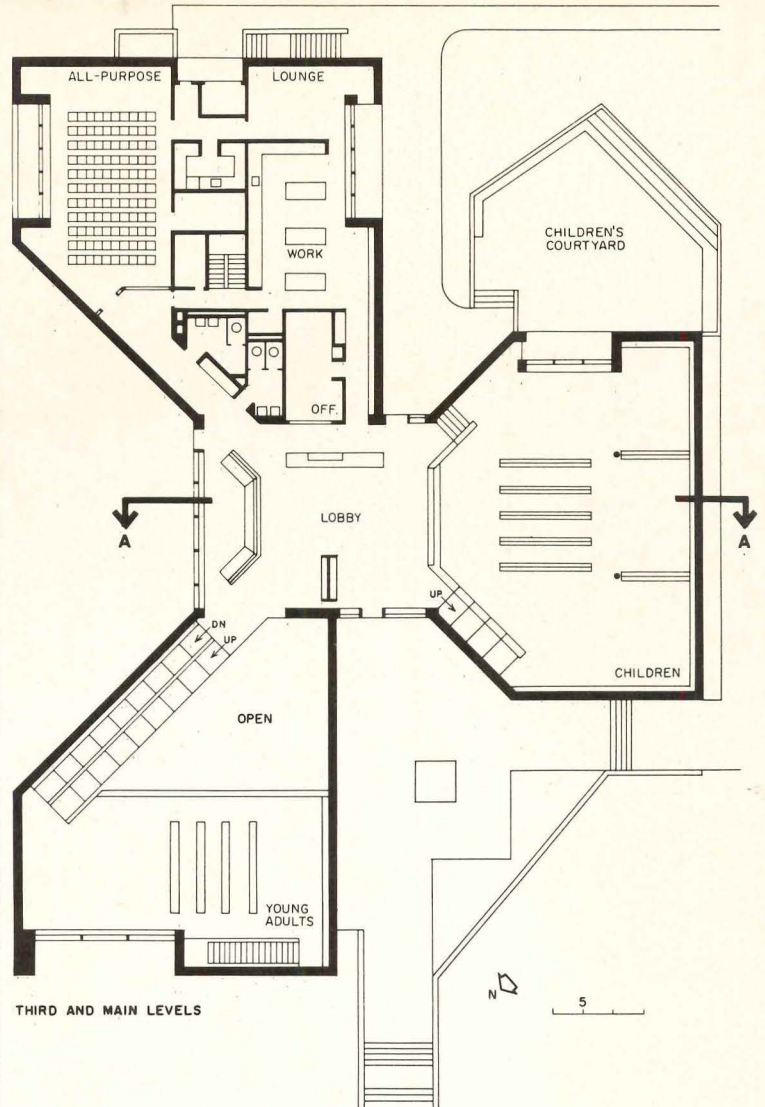 ALL-PURPOSE
LOUNGE
CHILDREN'S
COURTYARD
WORK
OFF.
LOBBY
A
A
UP
DN
UP
OPEN
CHILDREN
YOUNG
ADULTS
N
5
THIRD AND MAIN LEVELS